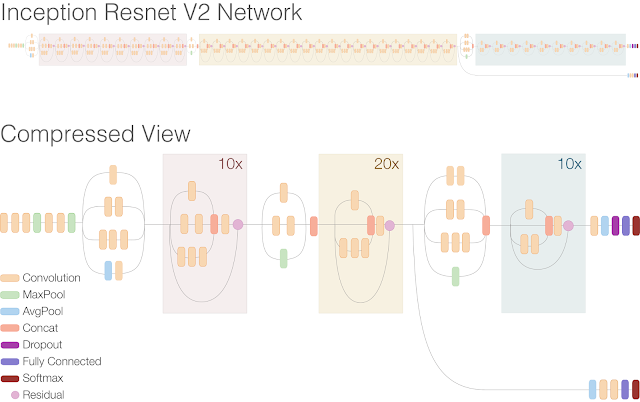 Inception Resnet V2 Network
Compressed View
10x
20x
10x
Convolution
MaxPool
AvgPool
Concat
Dropout
Fully Connected
Softmax
Residual